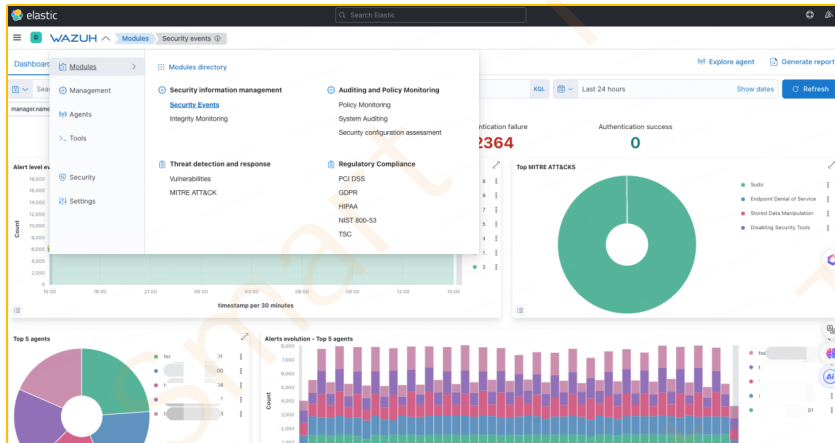 elastic
Search Elastic
D WAZUH Modules Security events
Dashboard
Explore agent
Generate report
Modules
Management
Agents
Tools
Security
Settings
Modules directory
Security information management
Security Events
Integrity Monitoring
Auditing and Policy Monitoring
Policy Monitoring
System Auditing
Security configuration assessment
Threat detection and response
Vulnerabilities
MITRE ATT&CK
Regulatory Compliance
PCI DSS
GDPR
HIPAA
NIST 800-53
TSC
KQL
Last 24 hours
Show dates
Refresh
manager.name
ntication failure
2364
Authentication success
0
Alert level ev
Count
18,000
16,000
14,000
12,000
10,000
8,000
6,000
4,000
2,000
0
15:00 18:00 21:00 00:00 03:00 06:00 09:00 12:00 15:00
timestamp per 30 minutes
Top MITRE ATT&CKS
Sudo
Endpoint Denial of Service
Stored Data Manipulation
Disabling Security Tools
Top 5 agents
Alerts evolution - Top 5 agents
Count
8,000
7,000
6,000
5,000
4,000
3,000
2,000
smart